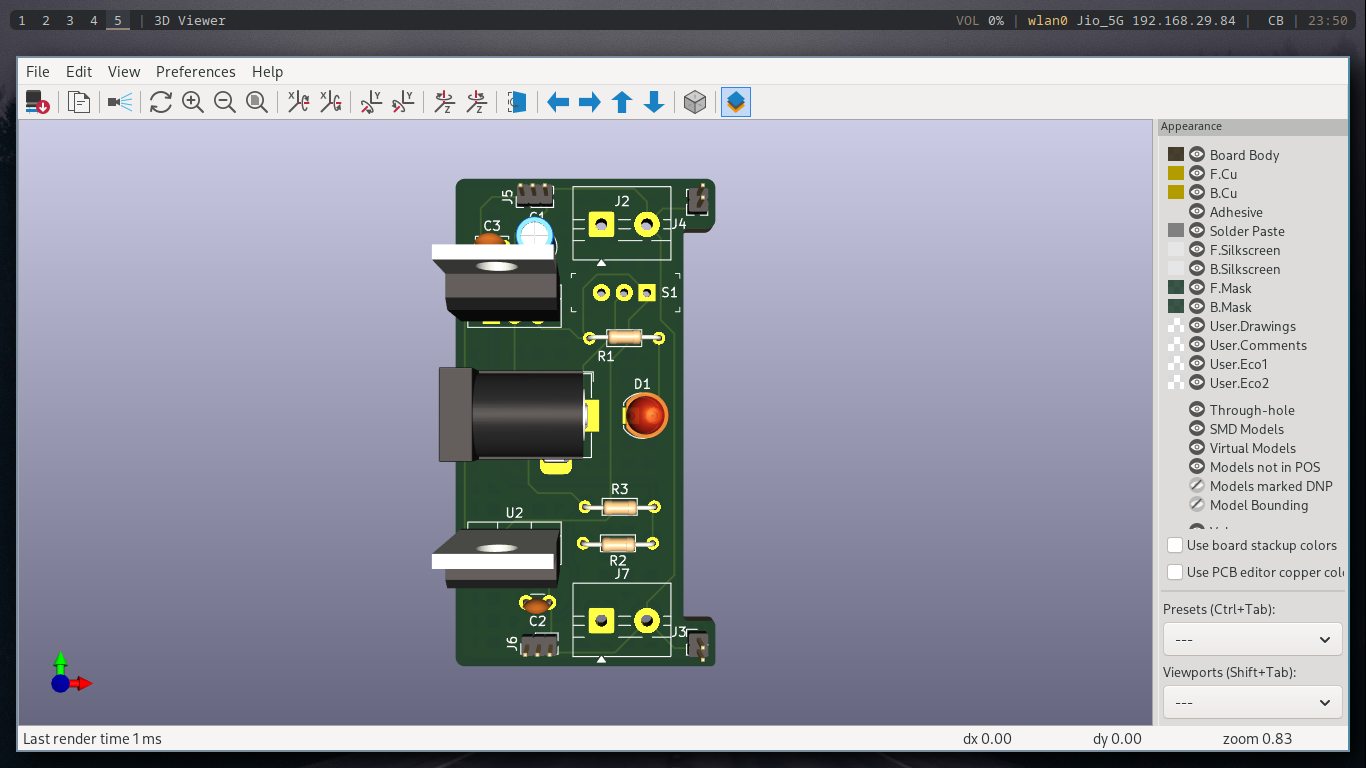 1 2 3 4 5 | 3D Viewer
VOL 0% | wlan0 Jio_5G 192.168.29.84 | CB | 23:50
File Edit View Preferences Help
Appearance
Board Body
F.Cu
B.Cu
Adhesive
Solder Paste
F.Silkscreen
B.Silkscreen
F.Mask
B.Mask
User.Drawings
User.Comments
User.Eco1
User.Eco2
Through-hole
SMD Models
Virtual Models
Models not in POS
Models marked DNP
Model Bounding
Use board stackup colors
Use PCB editor copper col
Presets (Ctrl+Tab):
---
Viewports (Shift+Tab):
---
J5
J2
C1
C3
J4
S1
R1
D1
R3
U2
R2
J7
C2
J6
J3
X
X
Y
Y
Z
Z
Last render time 1 ms
dx 0.00
dy 0.00
zoom 0.83